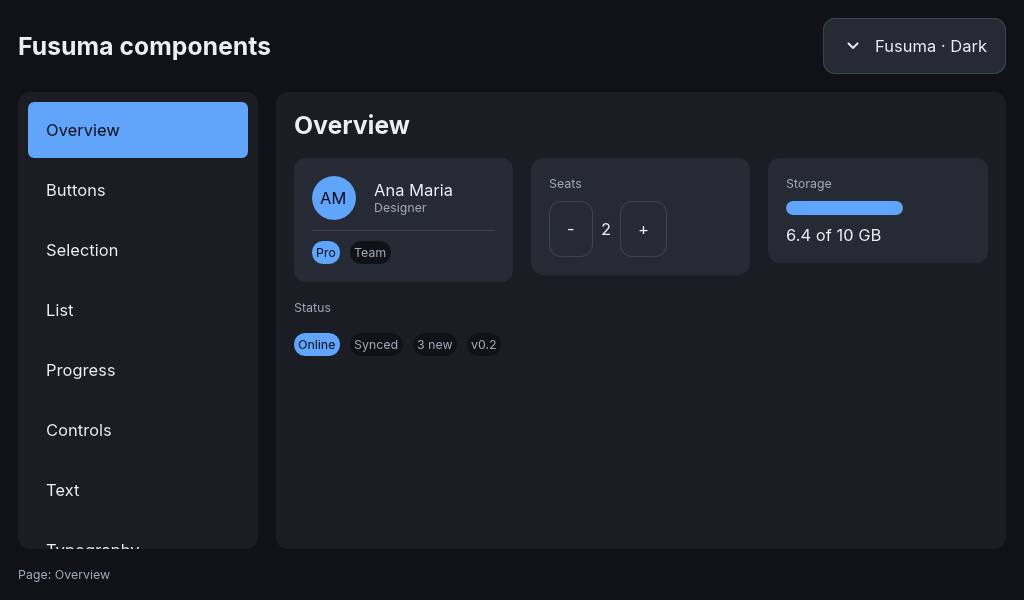 Fusuma components
Fusuma · Dark
Overview
Buttons
Selection
List
Progress
Controls
Text
Typography
Overview
AM
Ana Maria
Designer
Pro
Team
Seats
-
2
+
Storage
6.4 of 10 GB
Status
Online
Synced
3 new
v0.2
Page: Overview